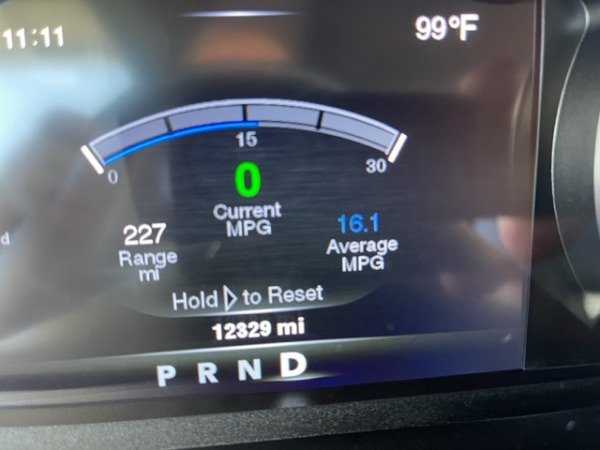 11:11
99°F
0
15
30
0
Current
MPG
227
Range
mi
16.1
Average
MPG
Hold ▷ to Reset
12329 mi
P R N D